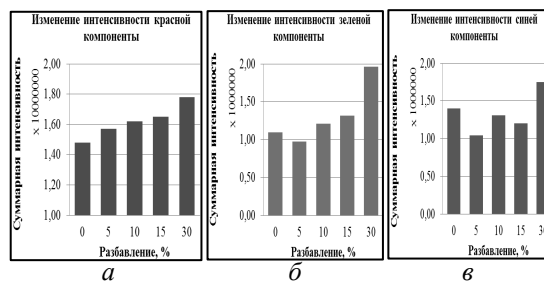 Изменение интенсивности красной
компоненты
Суммарная интенсивность
x 10000000
2,00
1,80
1,60
1,40
1,20
1,00
0 5 10 15 30
Разбавление, %
а
Изменение интенсивности зеленой
компоненты
Суммарная интенсивность
x 10000000
2,00
1,50
1,00
0,50
0,00
0 5 10 15 30
Разбавление, %
б
Изменение интенсивности синей
компоненты
Суммарная интенсивность
x 10000000
2,00
1,50
1,00
0,50
0,00
0 5 10 15 30
Разбавление, %
в